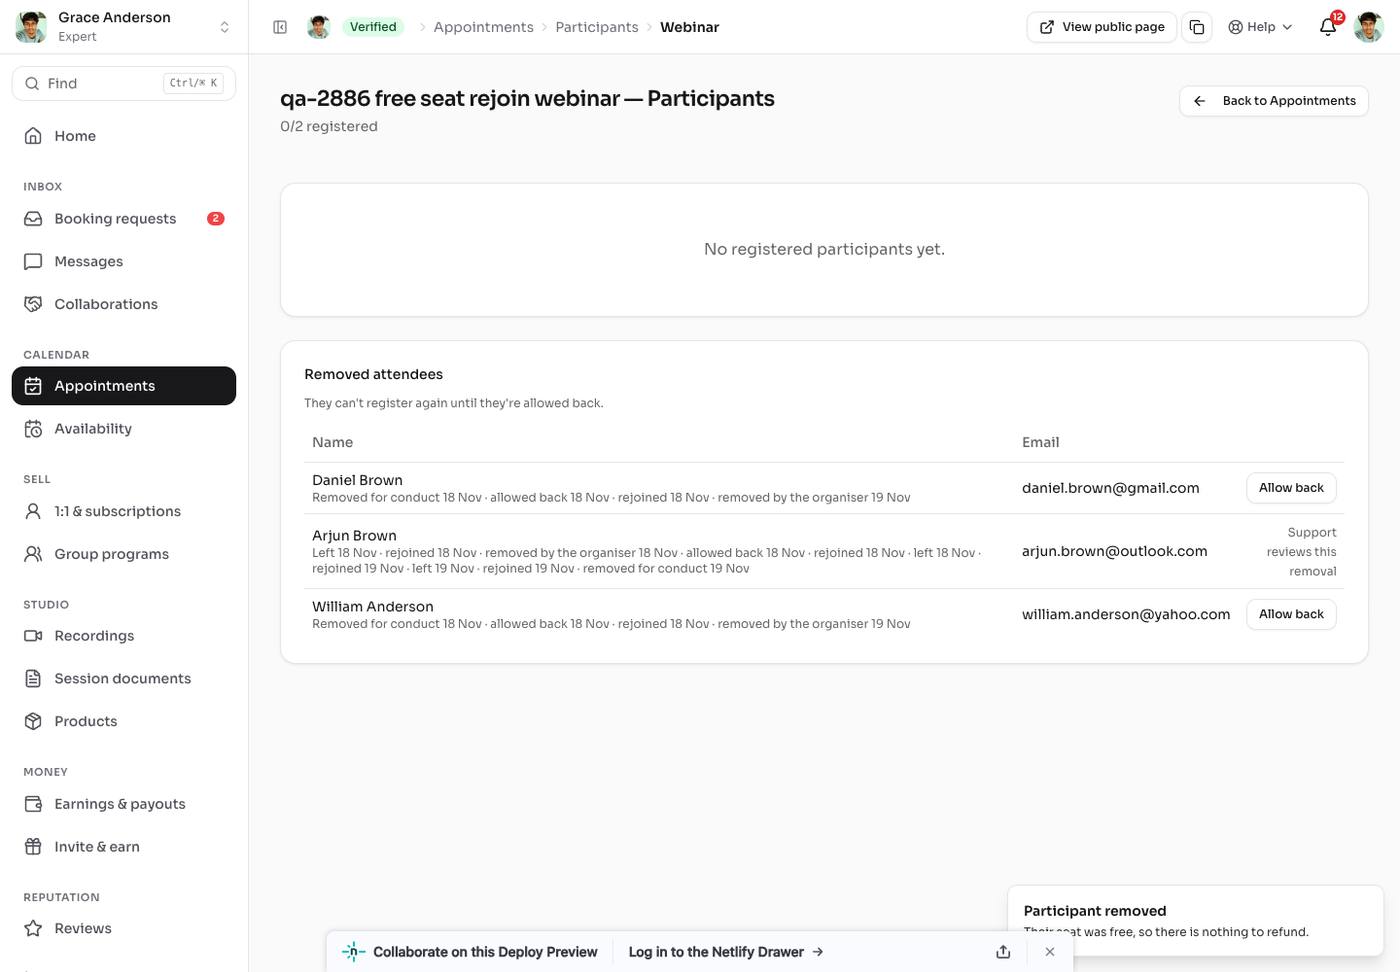 Grace Anderson
Expert
Verified
Appointments
Participants
Webinar
View public page
Help
12
Find
Ctrl/⌘ K
Home
INBOX
Booking requests
2
Messages
Collaborations
CALENDAR
Appointments
Availability
SELL
1:1 & subscriptions
Group programs
STUDIO
Recordings
Session documents
Products
MONEY
Earnings & payouts
Invite & earn
REPUTATION
Reviews
qa-2886 free seat rejoin webinar — Participants
0/2 registered
Back to Appointments
No registered participants yet.
Removed attendees
They can't register again until they're allowed back.
Name
Email
Daniel Brown
Removed for conduct 18 Nov · allowed back 18 Nov · rejoined 18 Nov · removed by the organiser 19 Nov
daniel.brown@gmail.com
Allow back
Arjun Brown
Left 18 Nov · rejoined 18 Nov · removed by the organiser 18 Nov · allowed back 18 Nov · rejoined 18 Nov · left 18 Nov ·
rejoined 19 Nov · left 19 Nov · rejoined 19 Nov · removed for conduct 19 Nov
arjun.brown@outlook.com
Support
reviews this
removal
William Anderson
Removed for conduct 18 Nov · allowed back 18 Nov · rejoined 18 Nov · removed by the organiser 19 Nov
william.anderson@yahoo.com
Allow back
Participant removed
Their seat was free, so there is nothing to refund.
Collaborate on this Deploy Preview
Log in to the Netlify Drawer →